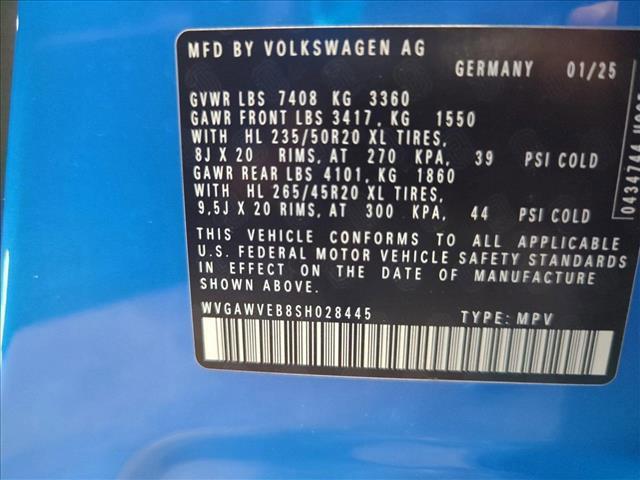 MFD BY VOLKSWAGEN AG
GERMANY 01/25
GVWR LBS 7408 KG 3360
GAWR FRONT LBS 3417, KG 1550
WITH HL 235/50R20 XL TIRES,
8J X 20 RIMS, AT 270 KPA, 39 PSI COLD
GAWR REAR LBS 4101, KG 1860
WITH HL 265/45R20 XL TIRES,
9,5J X 20 RIMS, AT 300 KPA, 44 PSI COLD
THIS VEHICLE CONFORMS TO ALL APPLICABLE
U.S. FEDERAL MOTOR VEHICLE SAFETY STANDARDS
IN EFFECT ON THE DATE OF MANUFACTURE
SHOWN ABOVE.
WVGAWVEB8SH028445 TYPE: MPV